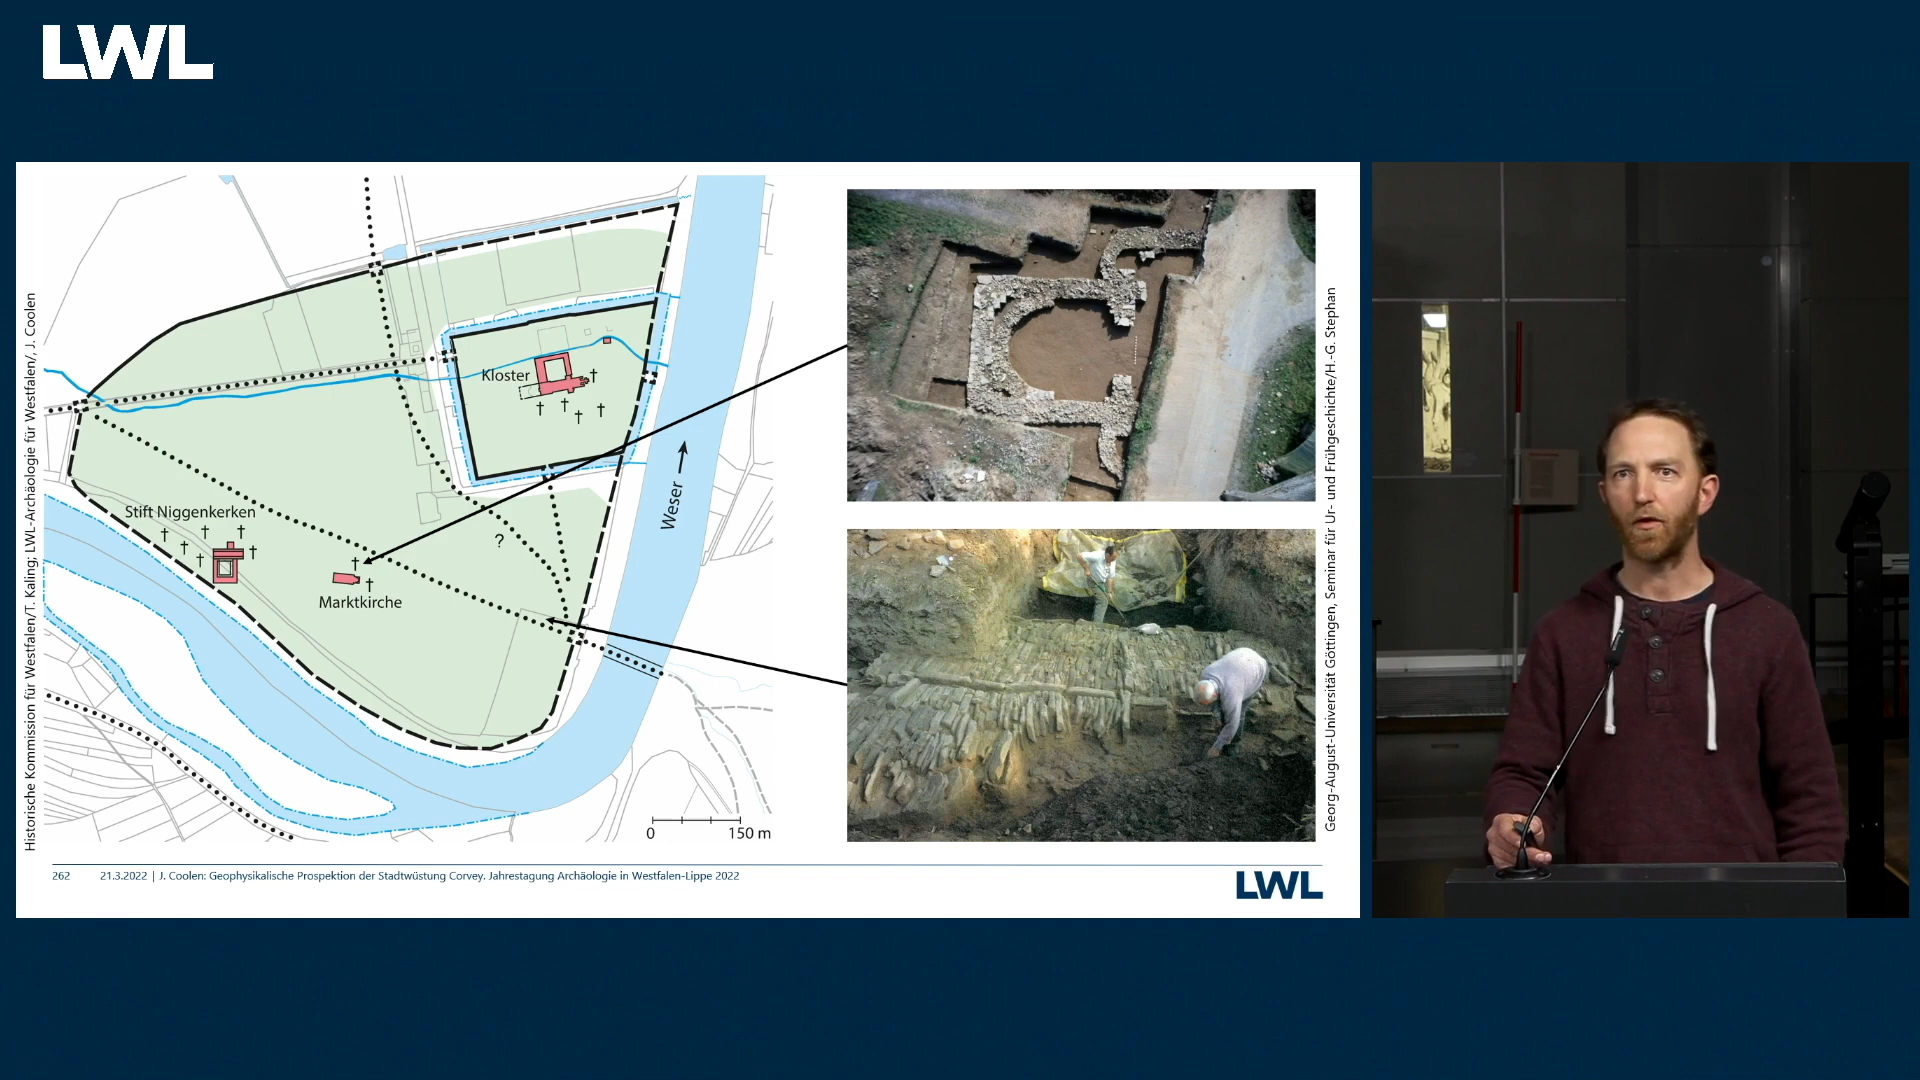 LWL
Historische Kommission für Westfalen/T. Kaling; LWL-Archäologie für Westfalen/, J. Coolen
Kloster
Weser
Stift Niggenkerken
?
Marktkirche
0 150 m
Georg-August-Universität Göttingen, Seminar für Ur- und Frühgeschichte/H.-G. Stephan
262 21.3.2022 | J. Coolen: Geophysikalische Prospektion der Stadtwüstung Corvey. Jahrestagung Archäologie in Westfalen-Lippe 2022
LWL